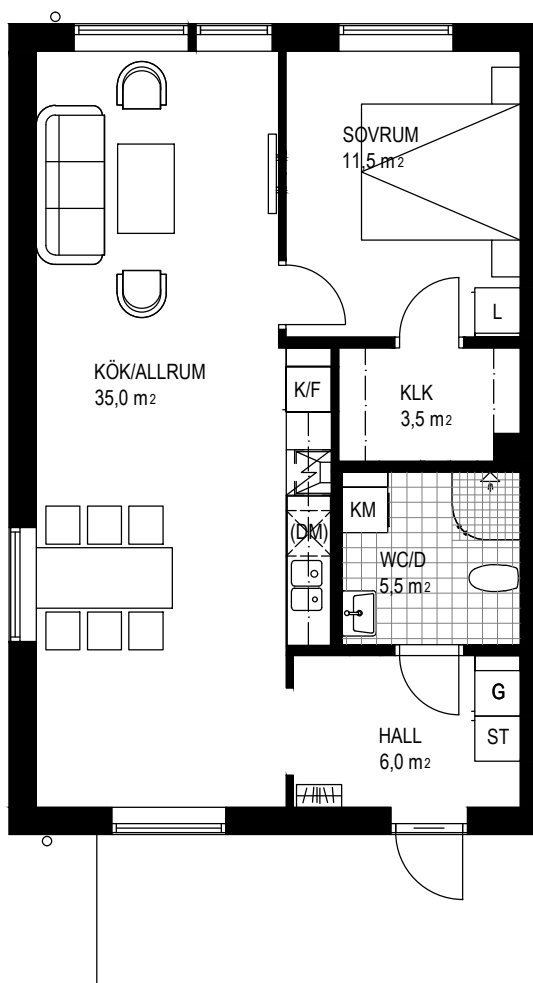 SOVRUM
11,5 m2
L
KÖK/ALLRUM
35,0 m2
K/F
KLK
3,5 m2
KM
(DM)
WC/D
5,5 m2
G
HALL
6,0 m2
ST